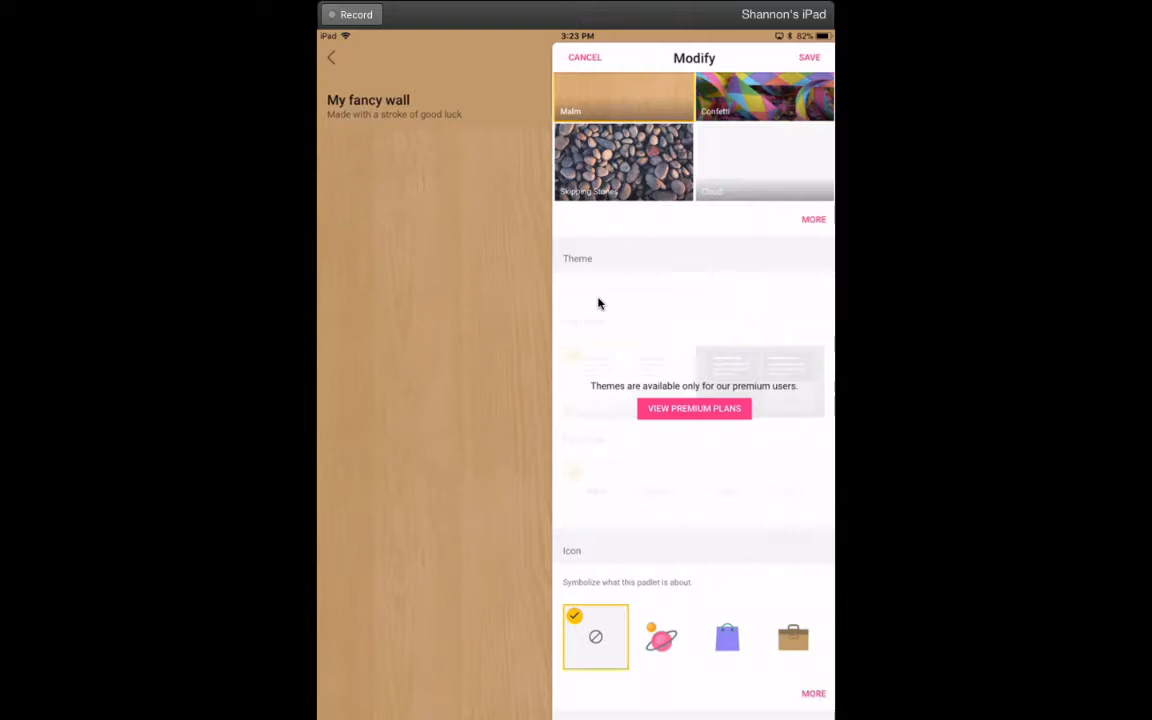 Record
Shannon's iPad
iPad
3:23 PM
82%
CANCEL
Modify
SAVE
My fancy wall
Made with a stroke of good luck
Malm
Confetti
Skipping Stones
Cloud
MORE
Theme
Themes are available only for our premium users.
VIEW PREMIUM PLANS
Icon
Symbolize what this padlet is about.
MORE